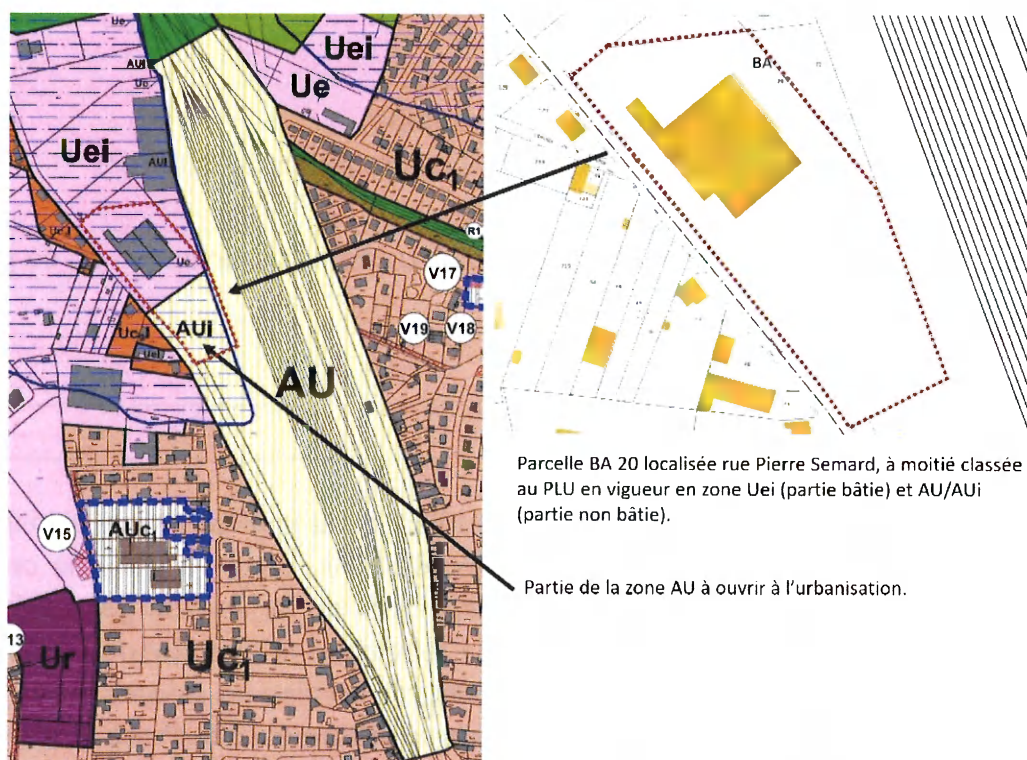 Uei
Ue
Uei
Ue
AUi
Ue
Uc1
R1
V17
V19
V18
AUi
AU
V15
AUc1
13
Ur
Uc1
BA
Parcelle BA 20 localisée rue Pierre Semard, à moitié classée
au PLU en vigueur en zone Uei (partie bâtie) et AU/AUi
(partie non bâtie).
Partie de la zone AU à ouvrir à l'urbanisation.